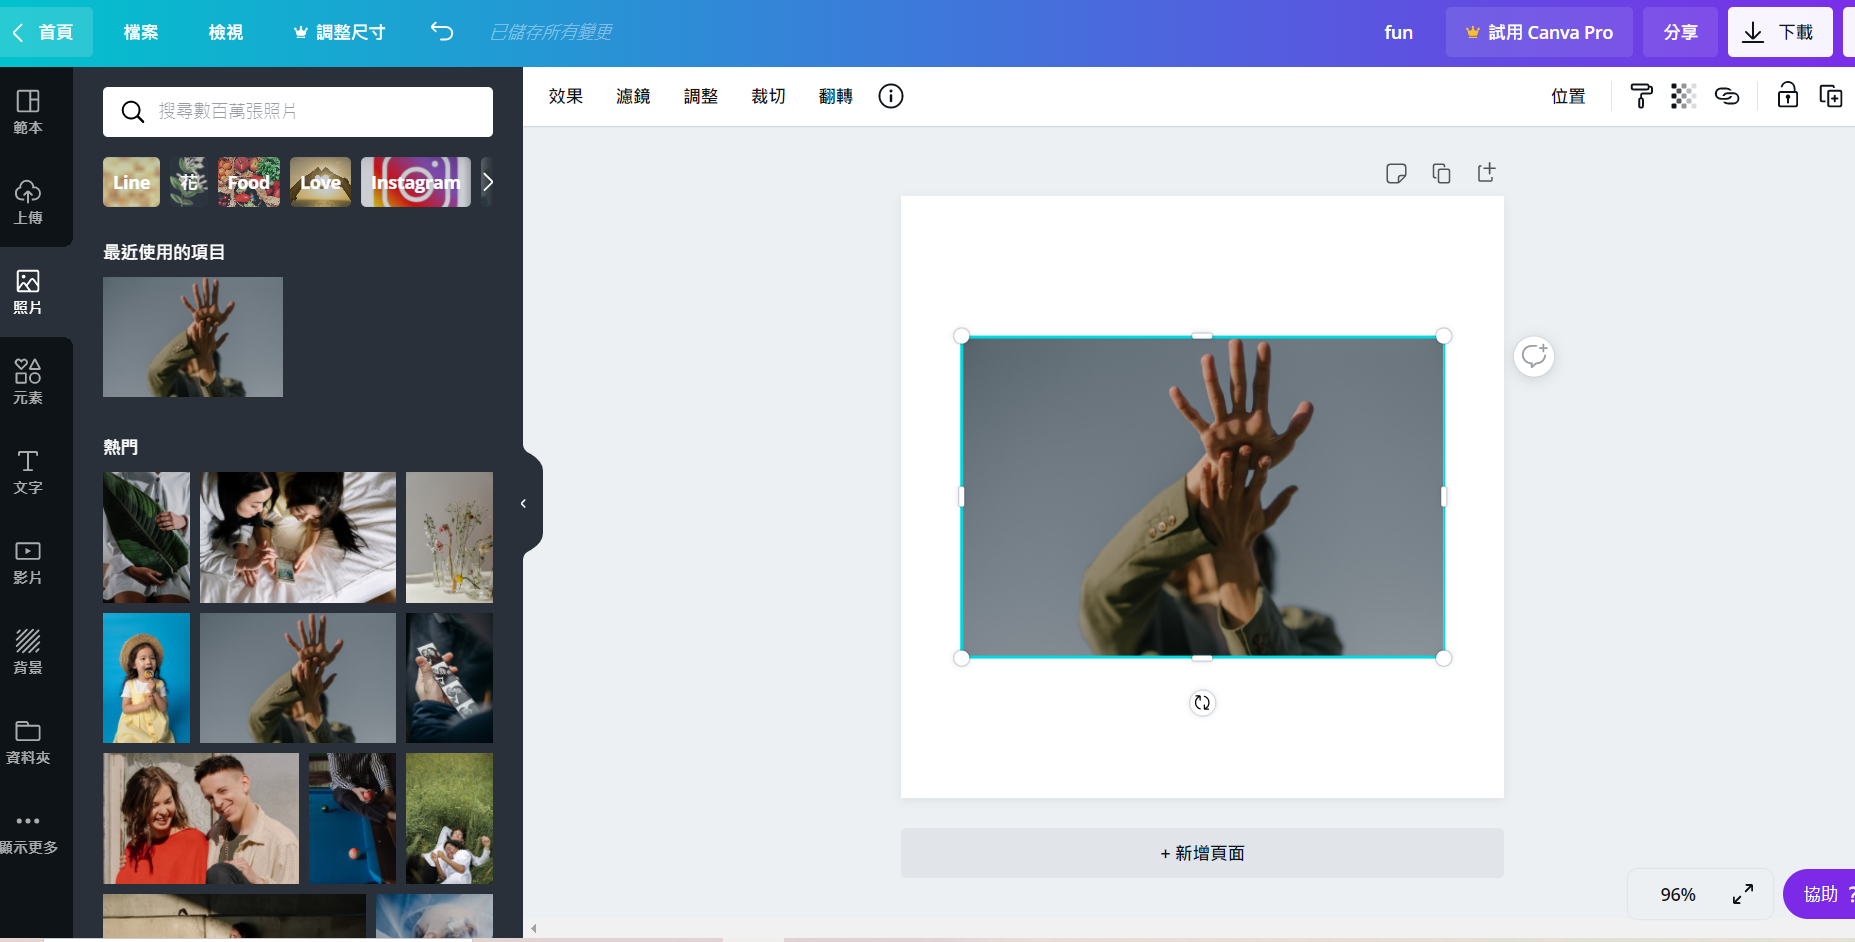 首頁
檔案
檢視
調整尺寸
已儲存所有變更
fun
試用 Canva Pro
分享
下載
範本
上傳
照片
元素
文字
影片
背景
資料夾
顯示更多
搜尋數百萬張照片
Line
花
Food
Love
Instagram
最近使用的項目
熱門
效果
濾鏡
調整
裁切
翻轉
位置
+ 新增頁面
96%
協助 ?